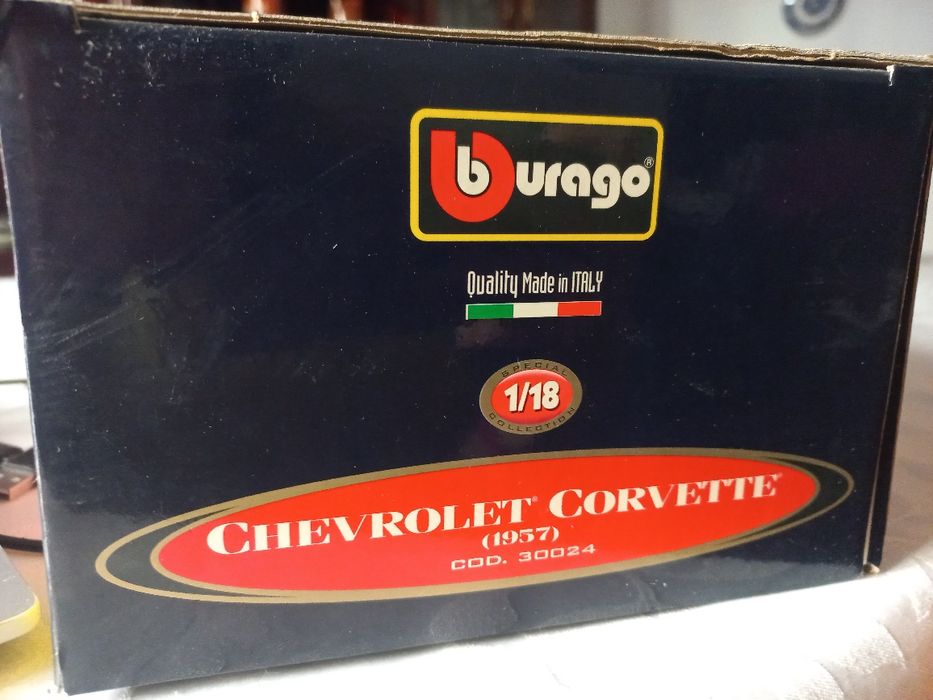 burago®
Quality Made in ITALY
SPECIAL
1/18
COLLECTION
CHEVROLET® CORVETTE®
(1957)
COD. 30024